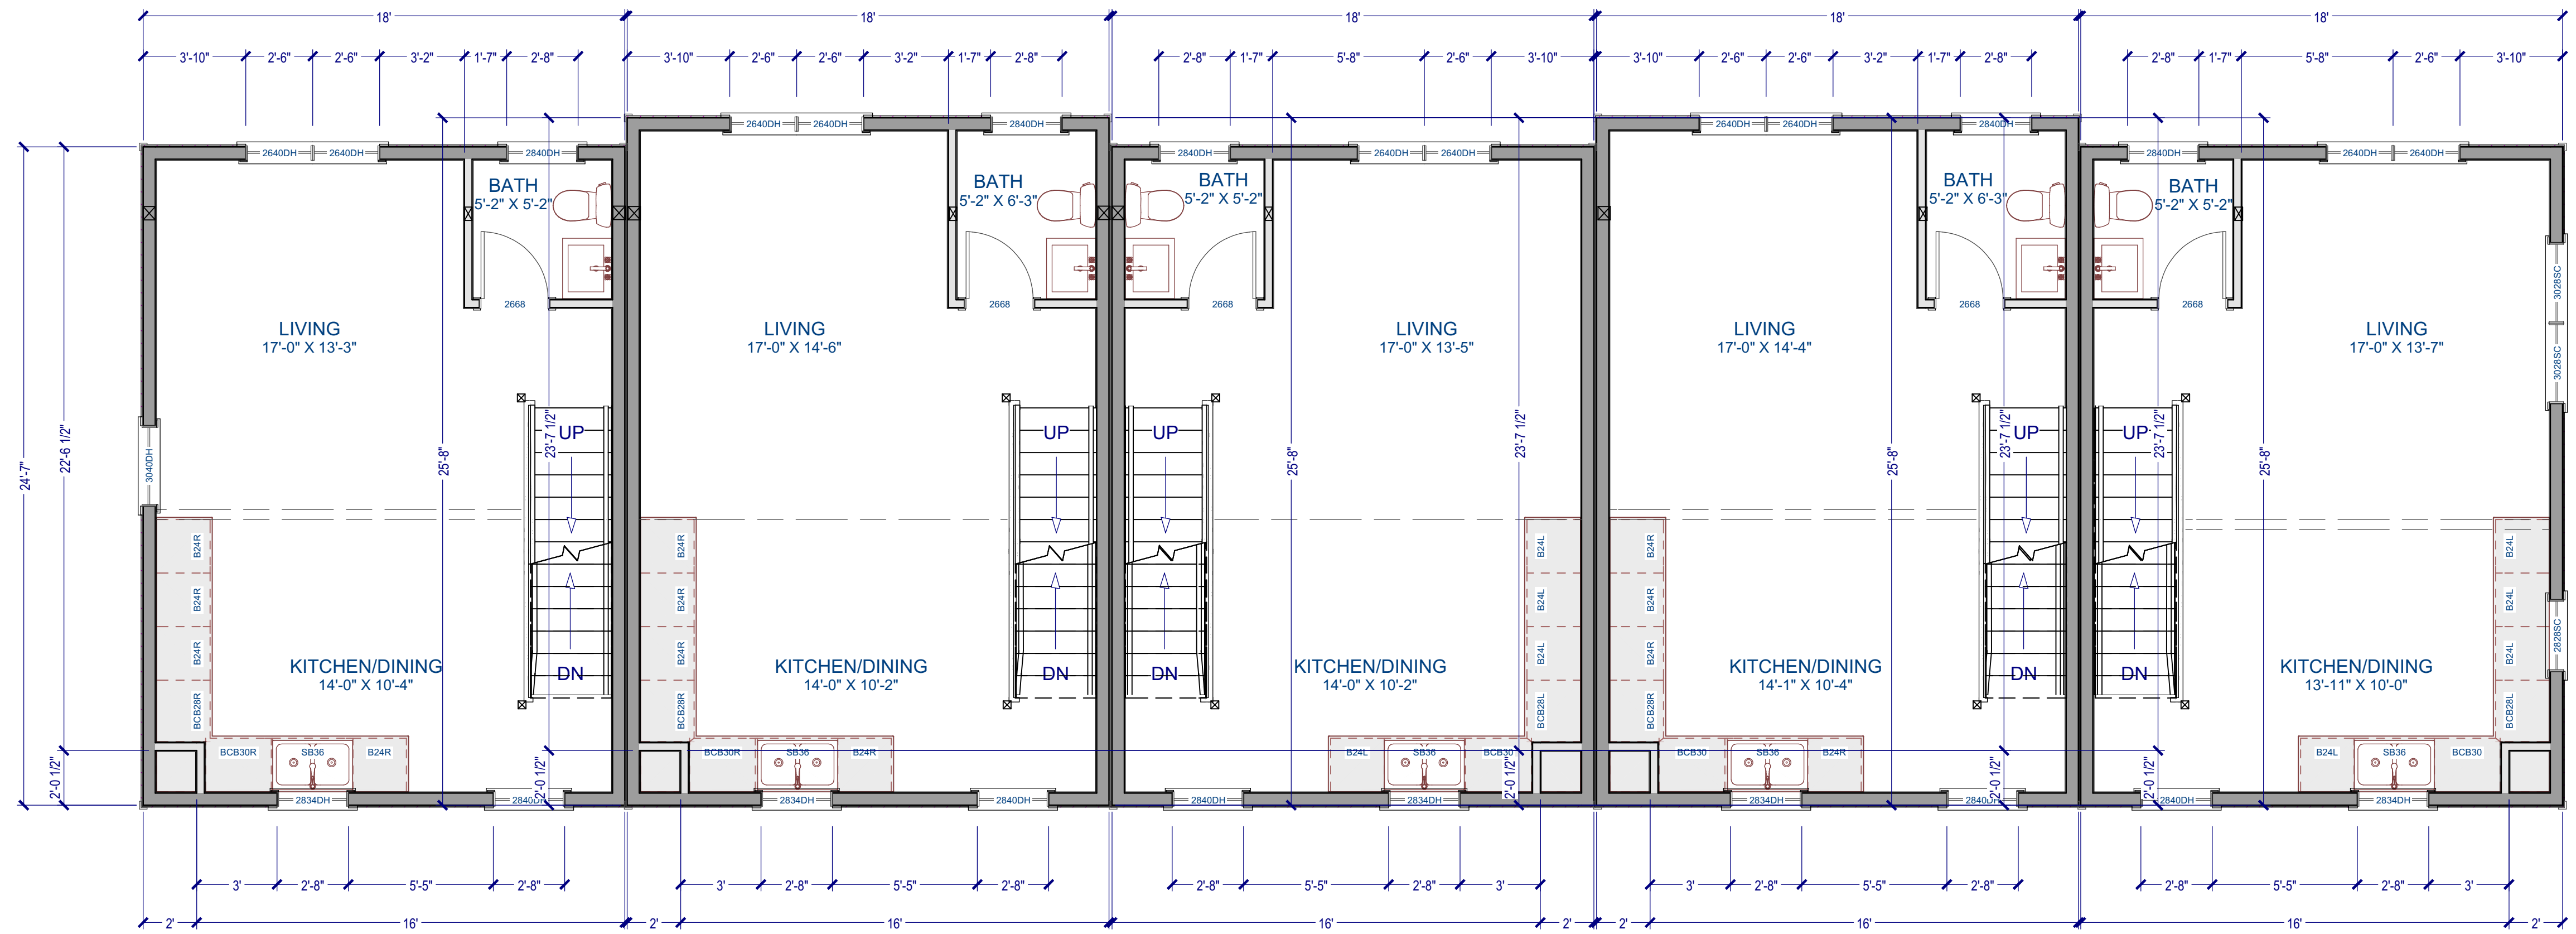 18' 18' 18' 18' 18'
3'-10" 2'-6" 2'-6" 3'-2" 1'-7" 2'-8" 3'-10" 2'-6" 2'-6" 3'-2" 1'-7" 2'-8" 2'-8" 1'-7" 5'-8" 2'-6" 3'-10" 3'-10" 2'-6" 2'-6" 3'-2" 1'-7" 2'-8" 2'-8" 1'-7" 5'-8" 2'-6" 3'-10"
2640DH 2640DH 2840DH 2640DH 2640DH 2840DH
2640DH 2640DH 2840DH 2840DH 2640DH 2640DH 2840DH 2640DH 2640DH
BATH
5'-2" X 5'-2"
BATH
5'-2" X 6'-3"
BATH
5'-2" X 5'-2"
BATH
5'-2" X 6'-3"
BATH
5'-2" X 5'-2"
2668 2668 2668 2668 2668
3028SC
3028SC
LIVING
17'-0" X 13'-3"
LIVING
17'-0" X 14'-6"
LIVING
17'-0" X 13'-5"
LIVING
17'-0" X 14'-4"
LIVING
17'-0" X 13'-7"
24'-7"
22'-6 1/2"
3040DH
25'-8"
23'-7 1/2"
25'-8"
23'-7 1/2"
25'-8"
23'-7 1/2"
23'-7 1/2"
25'-8"
UP UP UP UP UP
B24R B24R B24L B24R B24L
B24R B24R B24L B24R B24L
B24R B24R B24L B24R B24L
BCB28R BCB28R BCB28L BCB28R BCB28L
2828SC
KITCHEN/DINING
14'-0" X 10'-4"
KITCHEN/DINING
14'-0" X 10'-2"
KITCHEN/DINING
14'-0" X 10'-2"
KITCHEN/DINING
14'-1" X 10'-4"
KITCHEN/DINING
13'-11" X 10'-0"
DN DN DN DN DN
BCB30R SB36 B24R BCB30R SB36 B24R B24L SB36 BCB30 BCB30 SB36 B24R B24L SB36 BCB30
2'-0 1/2" 2'-0 1/2" 2'-0 1/2" 2'-0 1/2" 2'-0 1/2"
2834DH 2840DH 2834DH 2840DH 2840DH 2834DH 2834DH 2840DH 2840DH 2834DH
3' 2'-8" 5'-5" 2'-8" 3' 2'-8" 5'-5" 2'-8" 2'-8" 5'-5" 2'-8" 3' 3' 2'-8" 5'-5" 2'-8" 2'-8" 5'-5" 2'-8" 3'
2' 16' 2' 16' 16' 2' 2' 16' 16' 2'